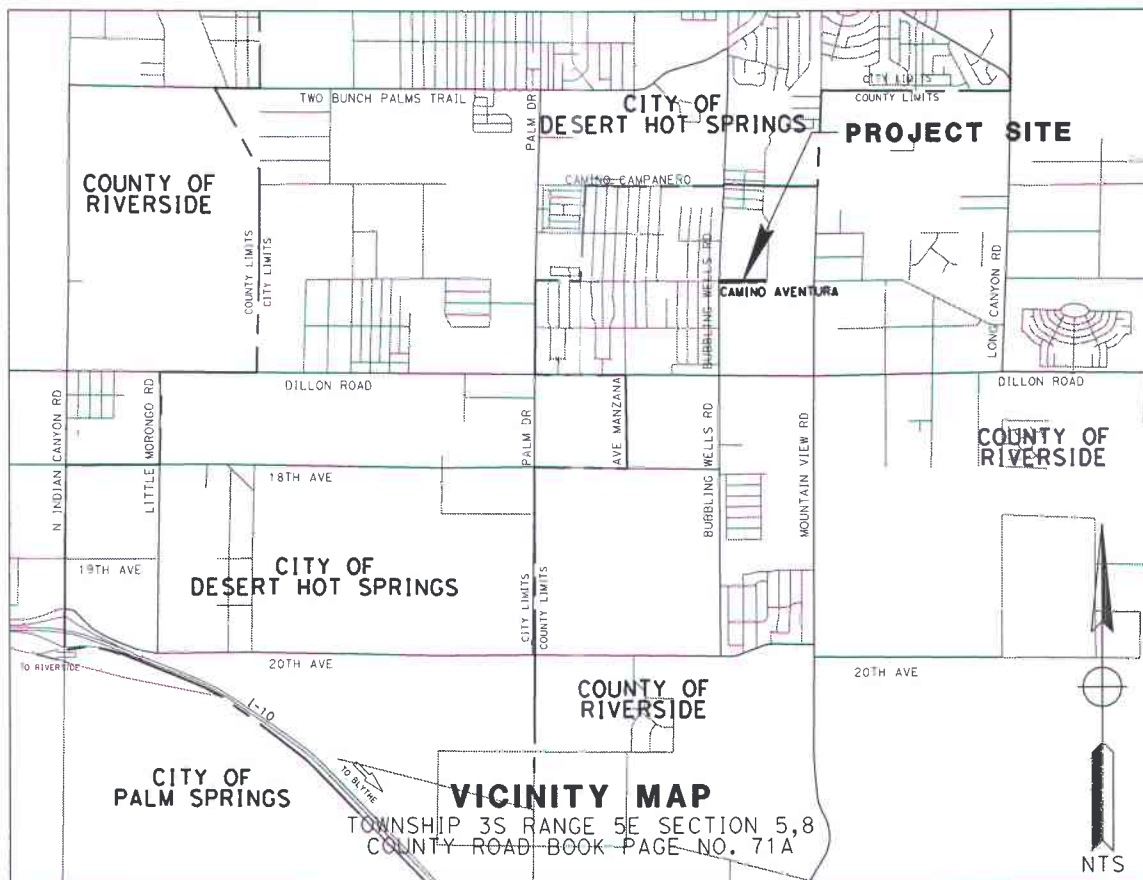 CITY LIMITS
COUNTY LIMITS
TWO BUNCH PALMS TRAIL
PALM DR
CITY OF
DESERT HOT SPRINGS
PROJECT SITE
COUNTY OF
RIVERSIDE
CAMINO CAMPANERO
COUNTY LIMITS
CITY LIMITS
BUBBLING WELLS RD
CAMINO AVENTURA
LONG CANYON RD
DILLON ROAD
DILLON ROAD
N INDIAN CANYON RD
LITTLE MORONGO RD
PALM DR
AVE MANZANA
BUBBLING WELLS RD
MOUNTAIN VIEW RD
COUNTY OF
RIVERSIDE
18TH AVE
19TH AVE
CITY OF
DESERT HOT SPRINGS
CITY LIMITS
COUNTY LIMITS
TO RIVERSIDE
20TH AVE
20TH AVE
COUNTY OF
RIVERSIDE
I-10
TO BLYTHE
CITY OF
PALM SPRINGS
VICINITY MAP
TOWNSHIP 3S RANGE 5E SECTION 5,8
COUNTY ROAD BOOK PAGE NO. 71A
NTS